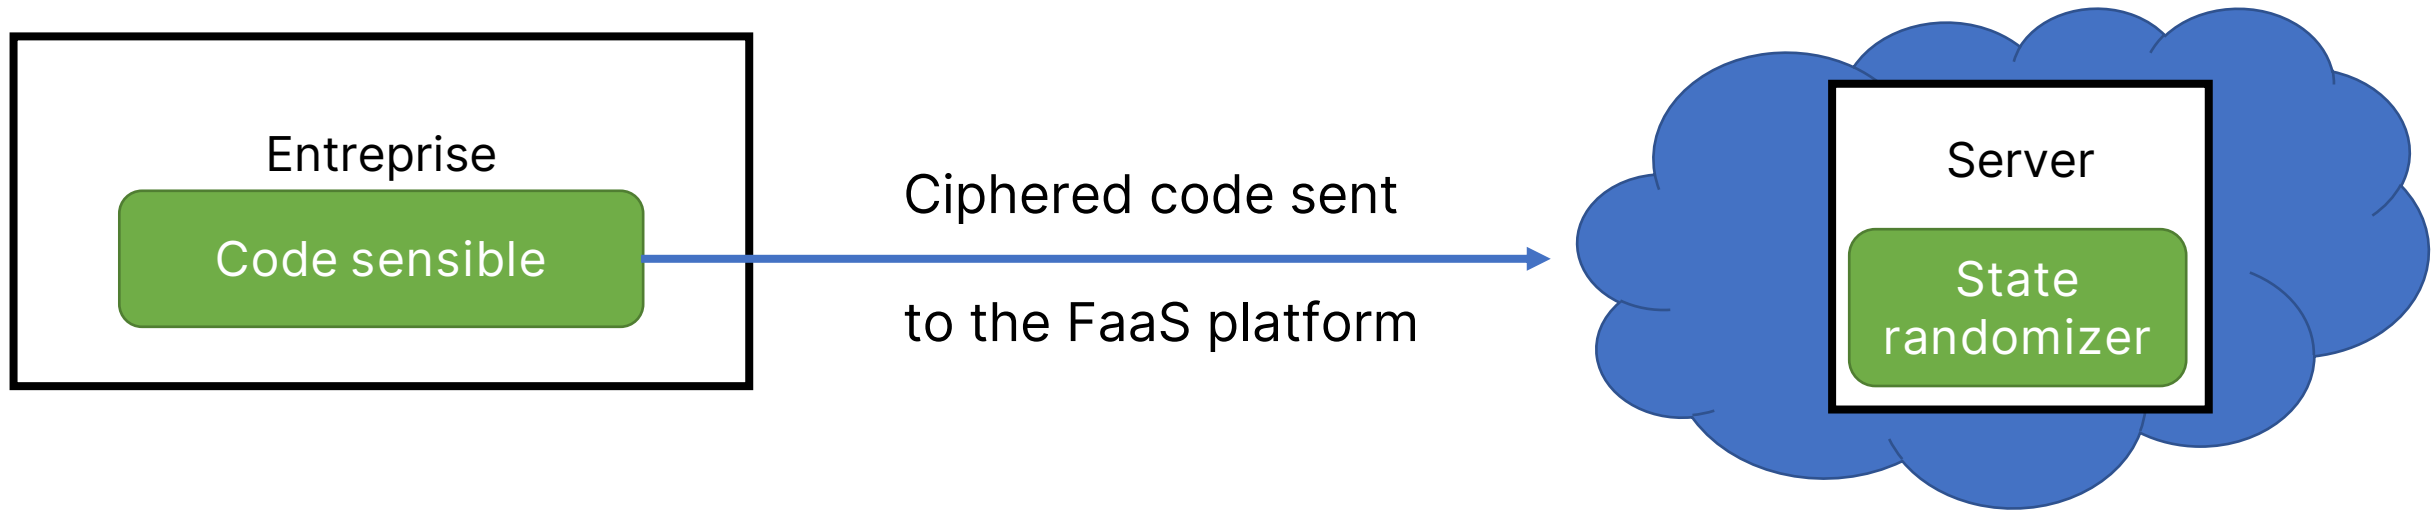 Entreprise
Code sensible
Ciphered code sent
to the FaaS platform
Server
State
randomizer